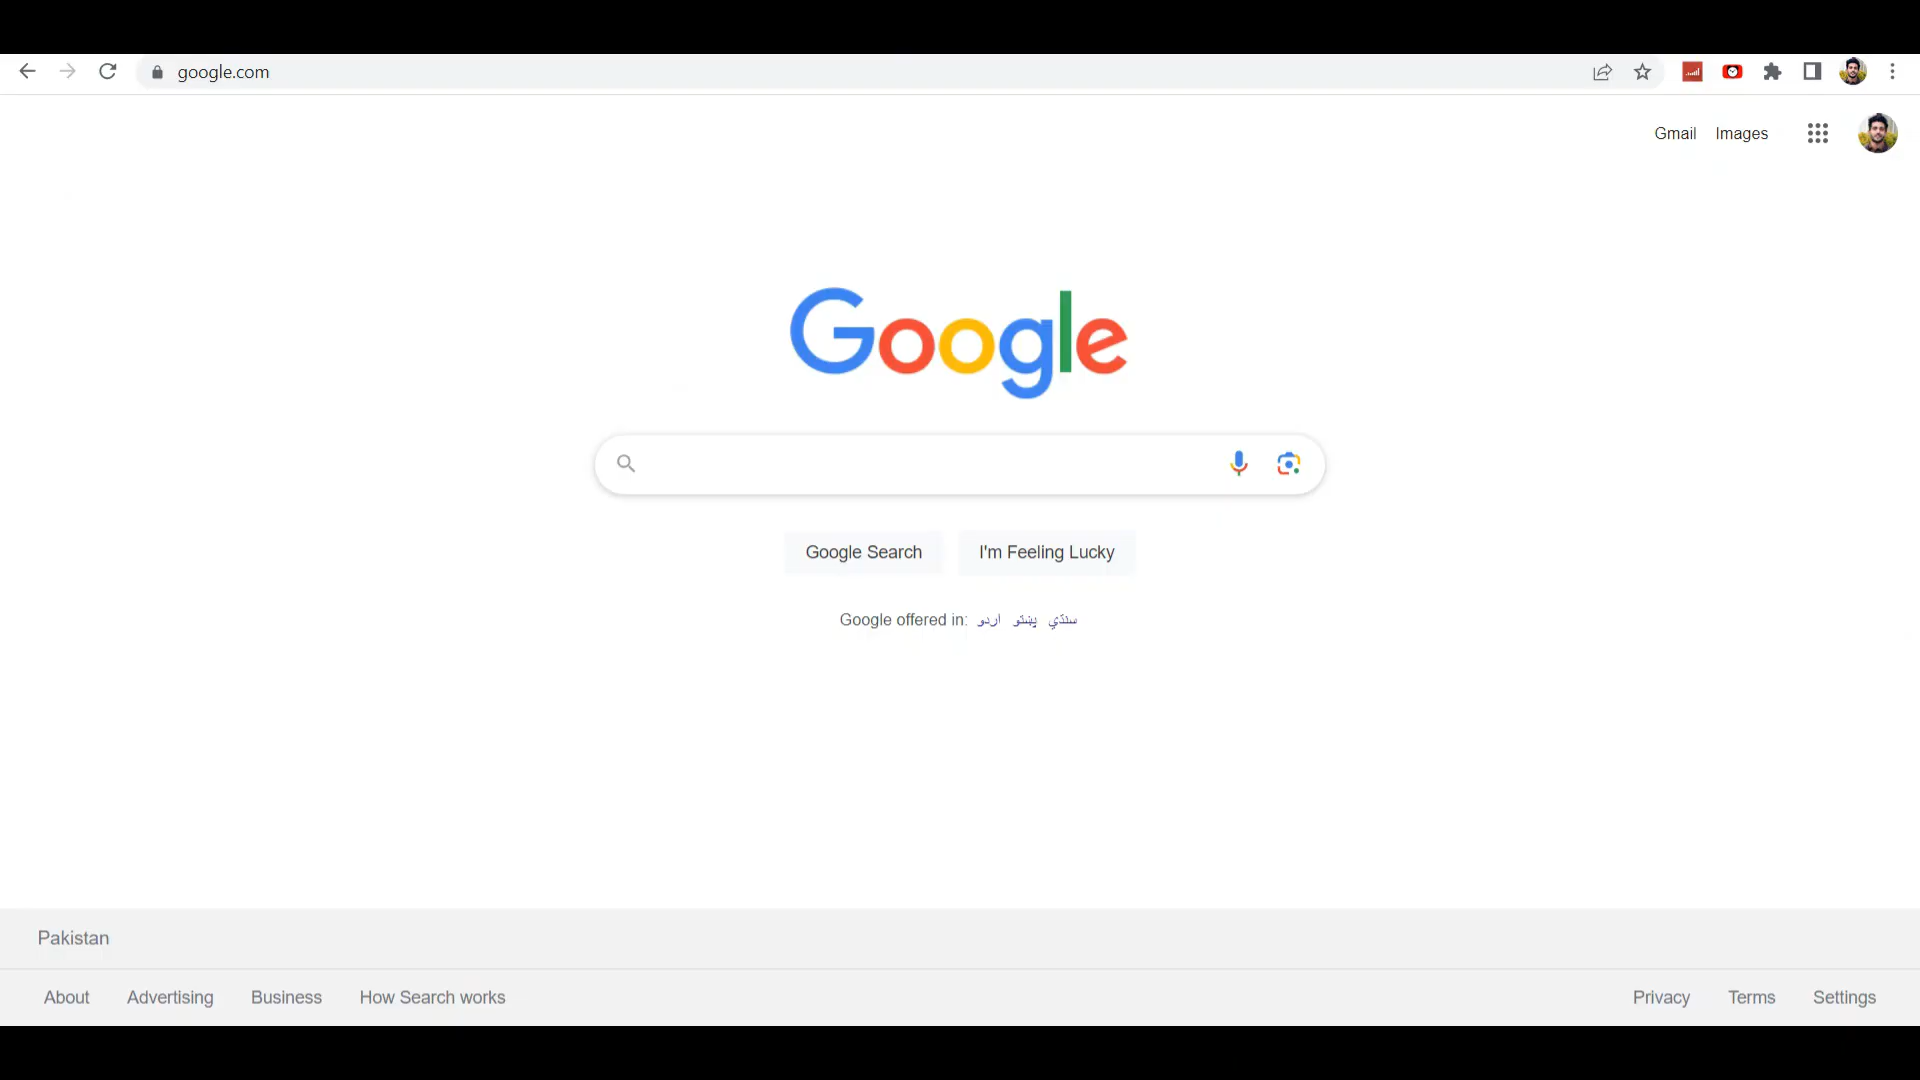 google.com
Gmail Images
Google
Google Search I'm Feeling Lucky
Google offered in: اردو پښتو سنڌي
Pakistan
About Advertising Business How Search works Privacy Terms Settings